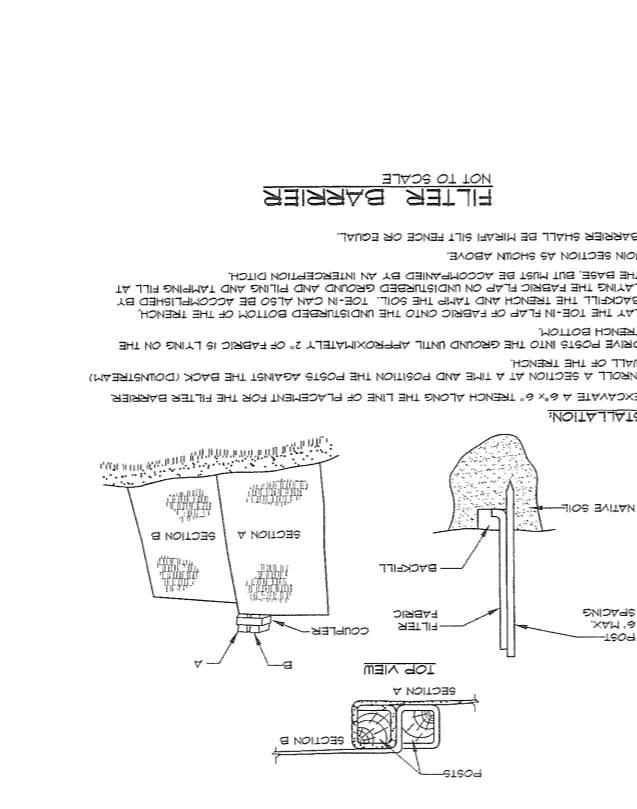 POSTS
SECTION B
SECTION A
TOP VIEW
POST
6' MAX.
SPACING
FILTER
FABRIC
BACKFILL
NATIVE SOIL
B
A
COUPLER
SECTION A
SECTION B
STALLATION:
EXCAVATE A 6"x 6" TRENCH ALONG THE LINE OF PLACEMENT FOR THE FILTER BARRIER
NROLL A SECTION AT A TIME AND POSITION THE POSTS AGAINST THE BACK (DOWNSTREAM)
WALL OF THE TRENCH.
DRIVE POSTS INTO THE GROUND UNTIL APPROXIMATELY 2" OF FABRIC IS LYING ON THE
TRENCH BOTTOM.
LAY THE TOE-IN FLAP OF FABRIC ONTO THE UNDISTURBED BOTTOM OF THE TRENCH,
BACKFILL THE TRENCH AND TAMP THE SOIL. TOE-IN CAN ALSO BE ACCOMPLISHED BY
LAYING THE FABRIC FLAP ON UNDISTURBED GROUND AND PILING AND TAMPING FILL AT
THE BASE. BUT MUST BE ACCOMPANIED BY AN INTERCEPTION DITCH.
JOIN SECTION AS SHOWN ABOVE.
BARRIER SHALL BE MIRAFI SILT FENCE OR EQUAL.
FILTER BARRIER
NOT TO SCALE